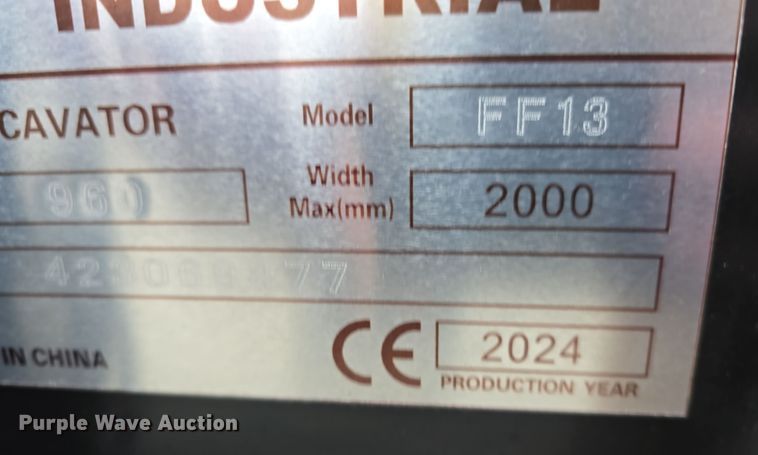 INDUSTRIAL
CAVATOR Model FF13
960 Width Max(mm) 2000
IN CHINA CE 2024
PRODUCTION YEAR
Purple Wave Auction